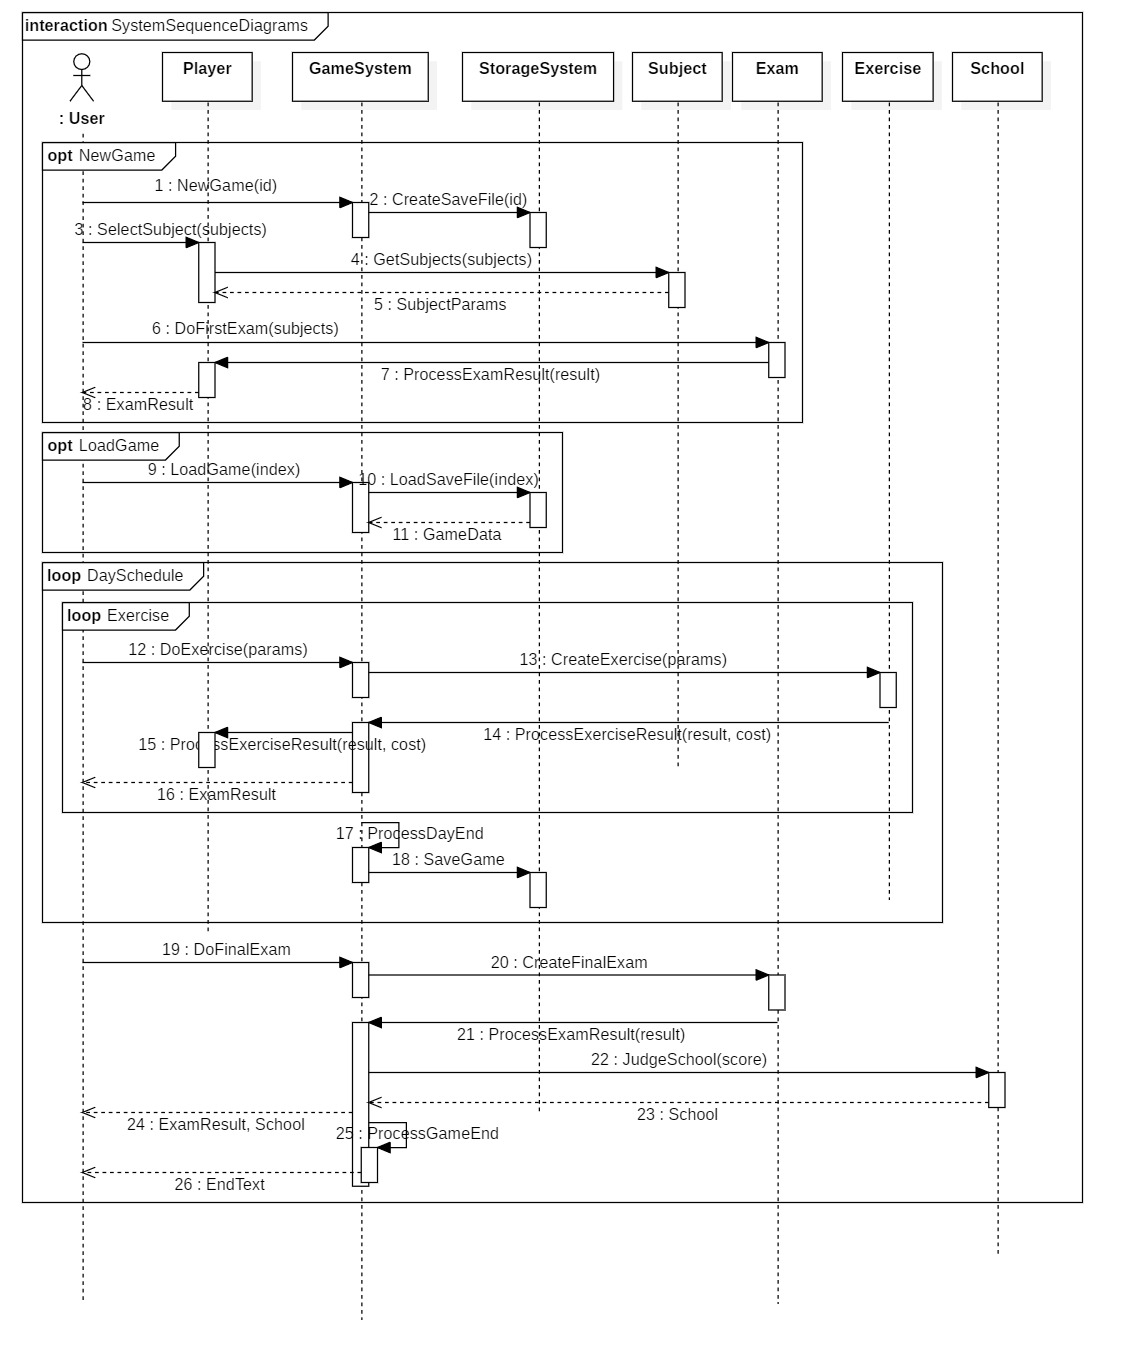 interaction SystemSequenceDiagrams
Player
GameSystem
StorageSystem
Subject
Exam
Exercise
School
: User
opt NewGame
1 : NewGame(id)
2 : CreateSaveFile(id)
3 : SelectSubject(subjects)
4 : GetSubjects(subjects)
5 : SubjectParams
6 : DoFirstExam(subjects)
7 : ProcessExamResult(result)
8 : ExamResult
opt LoadGame
9 : LoadGame(index)
10 : LoadSaveFile(index)
11 : GameData
loop DaySchedule
loop Exercise
12 : DoExercise(params)
13 : CreateExercise(params)
14 : ProcessExerciseResult(result, cost)
15 : ProcessExerciseResult(result, cost)
16 : ExamResult
17 : ProcessDayEnd
18 : SaveGame
19 : DoFinalExam
20 : CreateFinalExam
21 : ProcessExamResult(result)
22 : JudgeSchool(score)
23 : School
24 : ExamResult, School
25 : ProcessGameEnd
26 : EndText